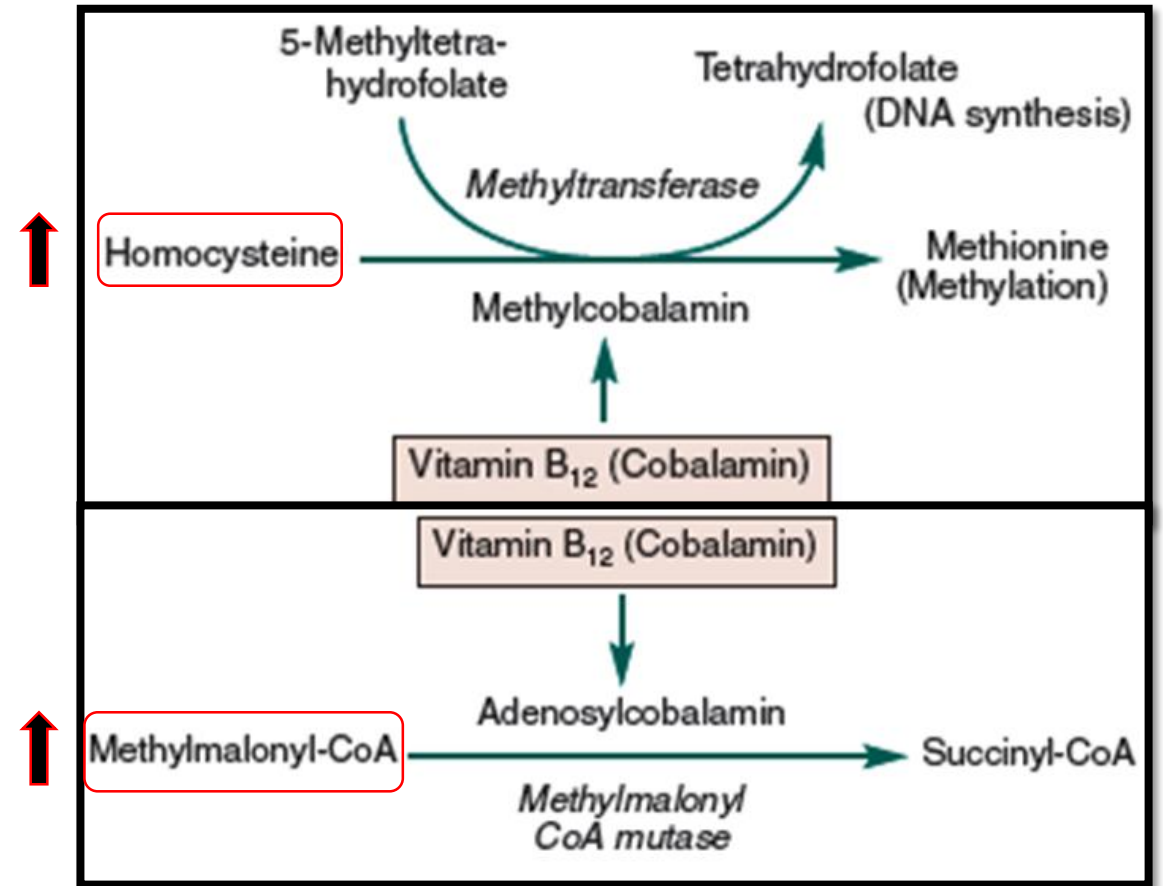 5-Methyltetra-
hydrofolate
Tetrahydrofolate
(DNA synthesis)
Methyltransferase
Homocysteine
Methionine
(Methylation)
Methylcobalamin
Vitamin B₁₂ (Cobalamin)
Vitamin B₁₂ (Cobalamin)
Adenosylcobalamin
Methylmalonyl-CoA
Succinyl-CoA
Methylmalonyl
CoA mutase